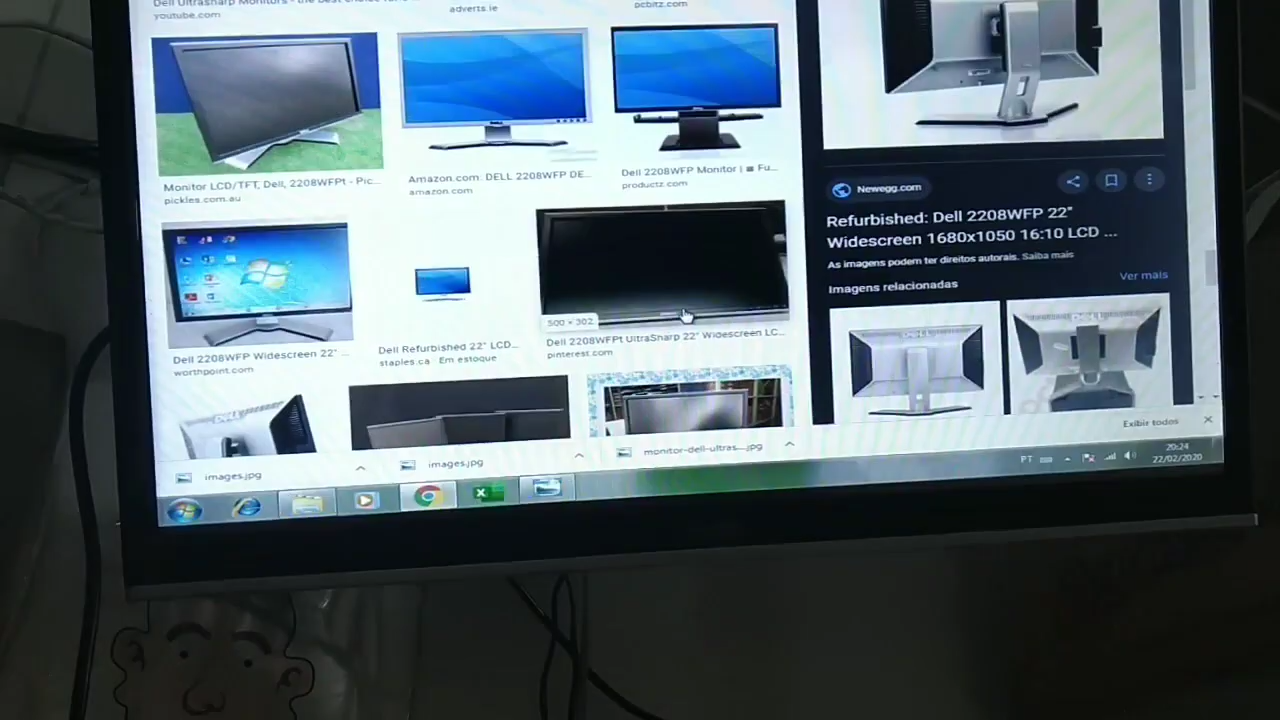 Dell Ultrasharp Monitors - the best choice for
youtube.com
adverts.ie
pcbitz.com
Monitor LCD/TFT, Dell, 2208WFPt - Pic...
pickles.com.au
Amazon.com: DELL 2208WFP DE...
amazon.com
Dell 2208WFP Monitor | Fu...
productz.com
Newegg.com
Refurbished: Dell 2208WFP 22"
Widescreen 1680x1050 16:10 LCD ...
As imagens podem ter direitos autorais. Saiba mais
Ver mais
Imagens relacionadas
500 × 302
Dell 2208WFP Widescreen 22" ...
worthpoint.com
Dell Refurbished 22" LCD...
staples.ca · Em estoque
Dell 2208WFPt UltraSharp 22" Widescreen LC...
pinterest.com
DELL
DELL
DELL
Exibir todos
images.jpg
images.jpg
monitor-dell-ultras....jpg
PT
20:24
22/02/2020